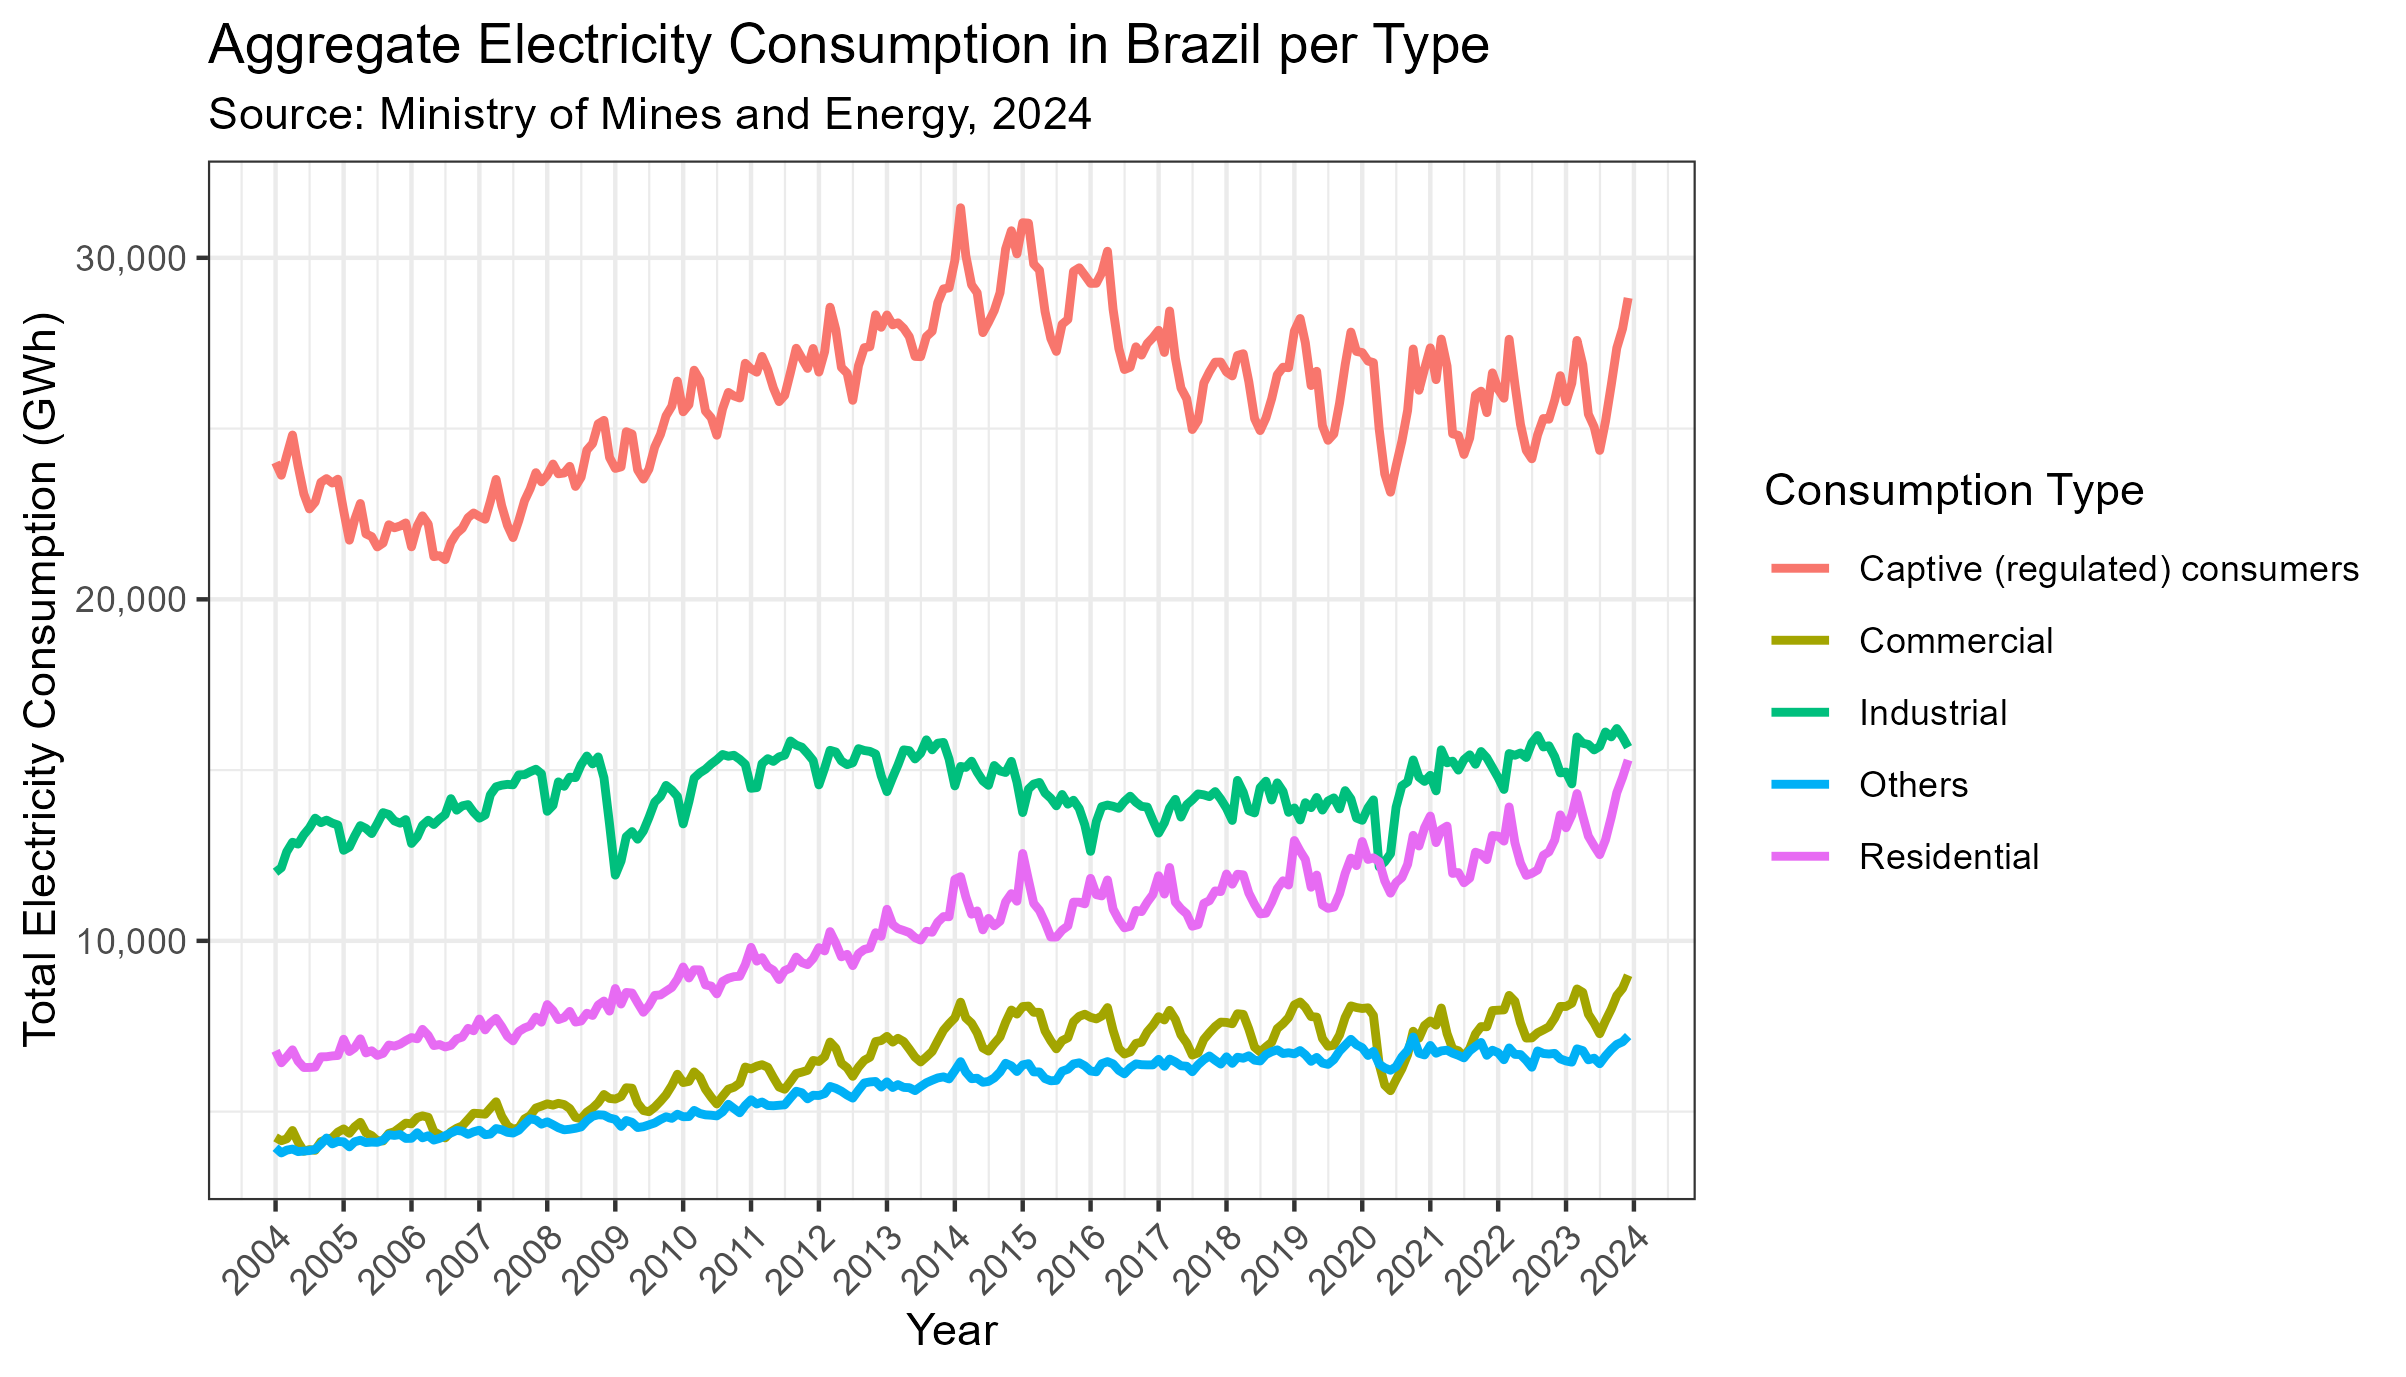 Aggregate Electricity Consumption in Brazil per Type
Source: Ministry of Mines and Energy, 2024
Total Electricity Consumption (GWh)
30,000
20,000
10,000
2004
2005
2006
2007
2008
2009
2010
2011
2012
2013
2014
2015
2016
2017
2018
2019
2020
2021
2022
2023
2024
Year
Consumption Type
Captive (regulated) consumers
Commercial
Industrial
Others
Residential